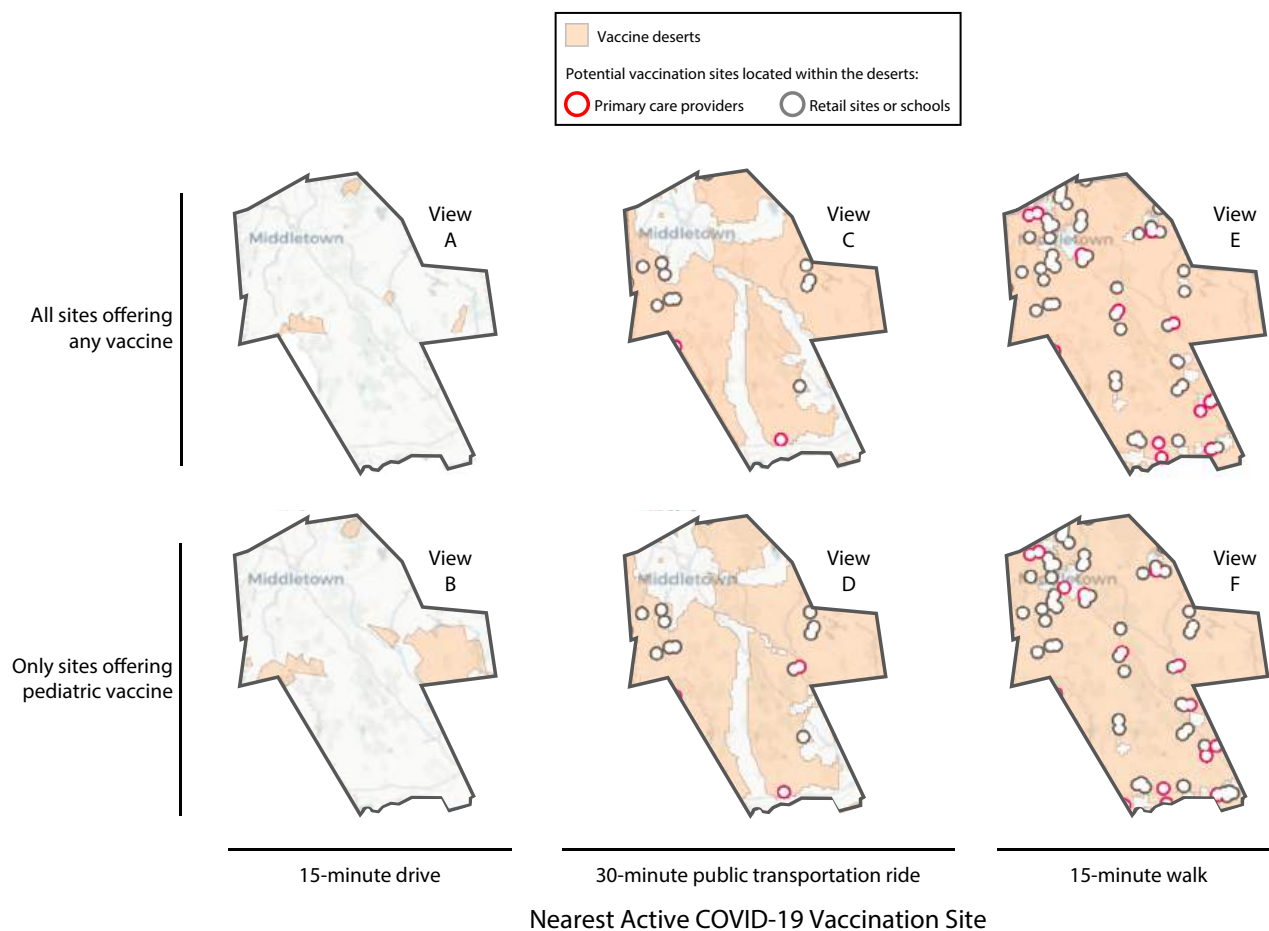 Vaccine deserts
Potential vaccination sites located within the deserts:
Primary care providers
Retail sites or schools
View
A
Middletown
View
C
Middletown
View
E
All sites offering
any vaccine
View
B
Middletown
View
D
Middletown
View
F
Only sites offering
pediatric vaccine
15-minute drive
30-minute public transportation ride
15-minute walk
Nearest Active COVID-19 Vaccination Site